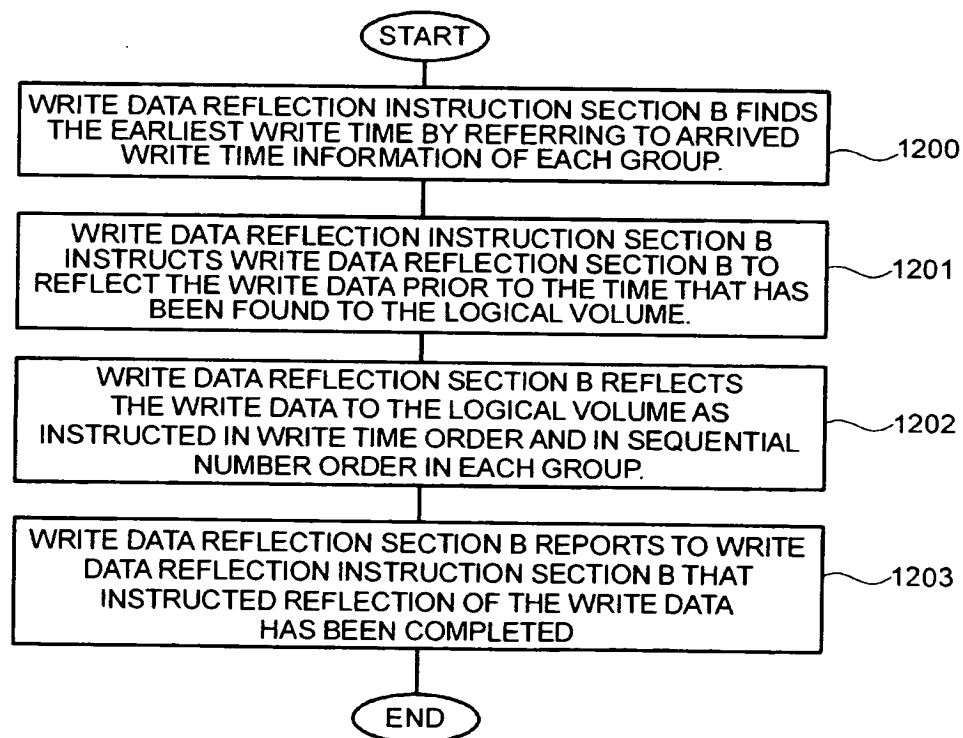 START
WRITE DATA REFLECTION INSTRUCTION SECTION B FINDS
THE EARLIEST WRITE TIME BY REFERRING TO ARRIVED
WRITE TIME INFORMATION OF EACH GROUP.
1200
WRITE DATA REFLECTION INSTRUCTION SECTION B
INSTRUCTS WRITE DATA REFLECTION SECTION B TO
REFLECT THE WRITE DATA PRIOR TO THE TIME THAT HAS
BEEN FOUND TO THE LOGICAL VOLUME.
1201
WRITE DATA REFLECTION SECTION B REFLECTS
THE WRITE DATA TO THE LOGICAL VOLUME AS
INSTRUCTED IN WRITE TIME ORDER AND IN SEQUENTIAL
NUMBER ORDER IN EACH GROUP.
1202
WRITE DATA REFLECTION SECTION B REPORTS TO WRITE
DATA REFLECTION INSTRUCTION SECTION B THAT
INSTRUCTED REFLECTION OF THE WRITE DATA
HAS BEEN COMPLETED
1203
END